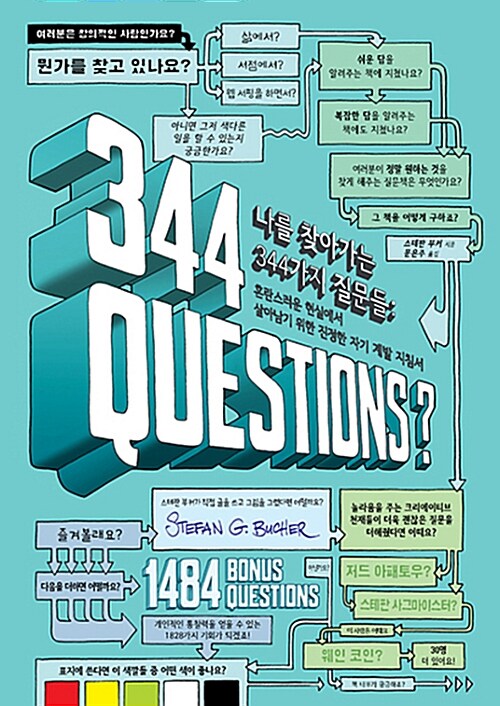 여러분은 창의적인 사람인가요?
뭔가를 찾고 있나요?
삶에서?
서점에서?
웹 서핑을 하면서?
아니면 그저 색다른
일을 할 수 있는지
궁금한가요?
쉬운 답을
알려주는 책에 지쳤나요?
복잡한 답을 알려주는
책에도 지쳤나요?
여러분이 정말 원하는 것을
찾게 해주는 질문책은 무엇인가요?
그 책을 어떻게 구하죠?
스테판 부커 지음
문은주 옮김
344
QUESTIONS?
나를 찾아가는
344가지 질문들:
혼란스러운 현실에서
살아남기 위한 진정한 자기 계발 지침서
스테판 부커가 직접 글을 쓰고 그림을 그렸다면 어떨까요?
STEFAN G. BUCHER
즐겨볼래요?
다음을 더하면 어떨까요?
1484 BONUS
QUESTIONS
개인적인 통찰력을 얻을 수 있는
1828가지 기회가 되겠죠!
놀라움을 주는 크리에이티브
천재들이 더욱 괜찮은 질문을
더해줬다면 어때요?
저드 아패토우?
스테판 사그마이스터?
웨인 코인?
30명
더 있어요!
표지에 쓴다면 이 색깔들 중 어떤 색이 좋나요?